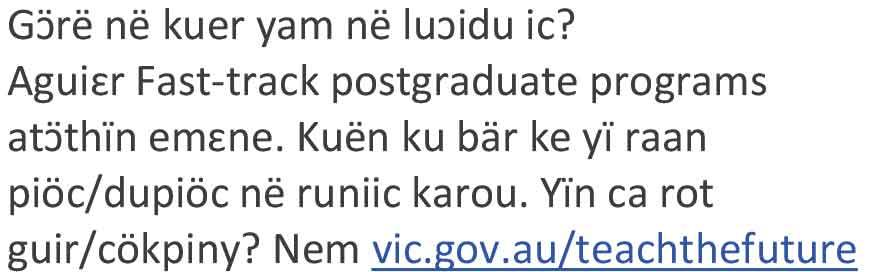 Gɔ̈rë në kuer yam në luɔidu ic?
Aguiɛr Fast-track postgraduate programs
atɔ̈thïn emɛne. Kuën ku bär ke yï raan
piöc/dupiöc në runiic karou. Yïn ca rot
guir/cökpiny? Nem vic.gov.au/teachthefuture